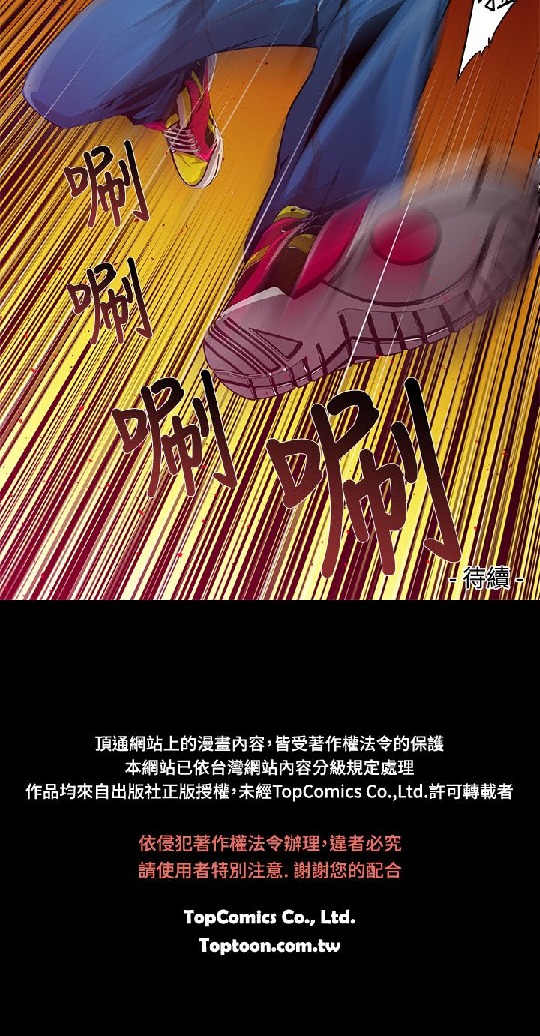 唰
唰
唰
唰
- 待續 -
頂通網站上的漫畫內容，皆受著作權法令的保護
本網站已依台灣網站內容分級規定處理
作品均來自出版社正版授權，未經TopComics Co.,Ltd.許可轉載者
依侵犯著作權法令辦理，違者必究
請使用者特別注意. 謝謝您的配合
TopComics Co., Ltd.
Toptoon.com.tw